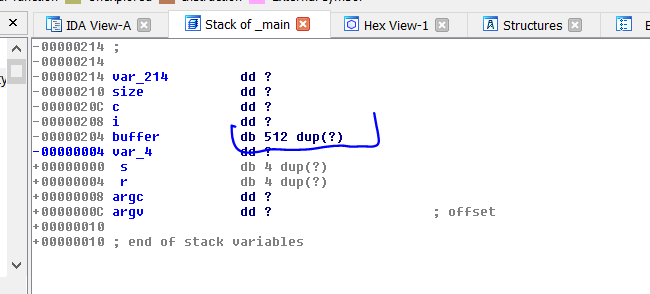 IDA View-A Stack of _main Hex View-1 Structures
-00000214 ;
-00000214
-00000214 var_214 dd ?
-00000210 size dd ?
-0000020C c dd ?
-00000208 i dd ?
-00000204 buffer db 512 dup(?)
-00000004 var_4 dd ?
+00000000 s db 4 dup(?)
+00000004 r db 4 dup(?)
+00000008 argc dd ?
+0000000C argv dd ? ; offset
+00000010
+00000010 ; end of stack variables